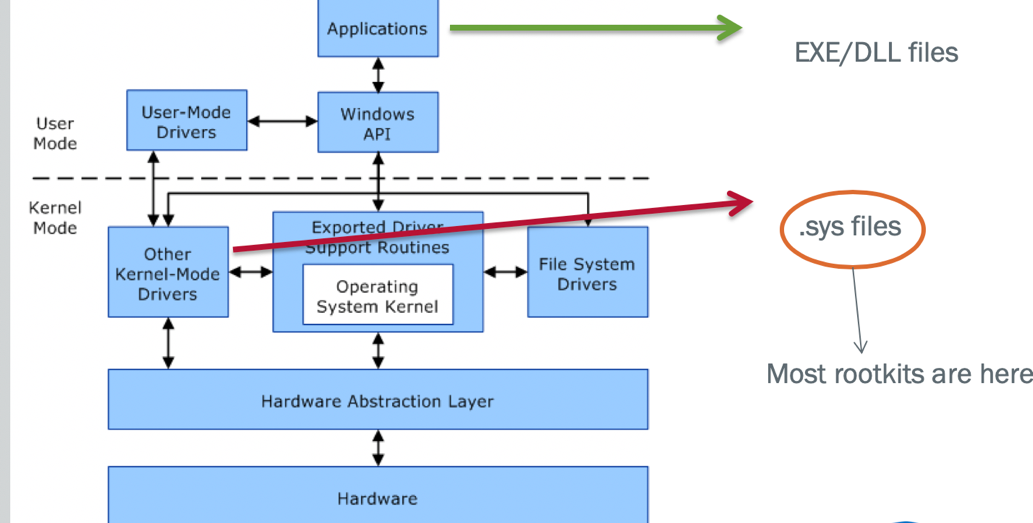 Applications
EXE/DLL files
User-Mode
Drivers
Windows
API
User
Mode
Kernel
Mode
Exported Driver
Support Routines
.sys files
Other
Kernel-Mode
Drivers
Operating
System Kernel
File System
Drivers
Most rootkits are here
Hardware Abstraction Layer
Hardware